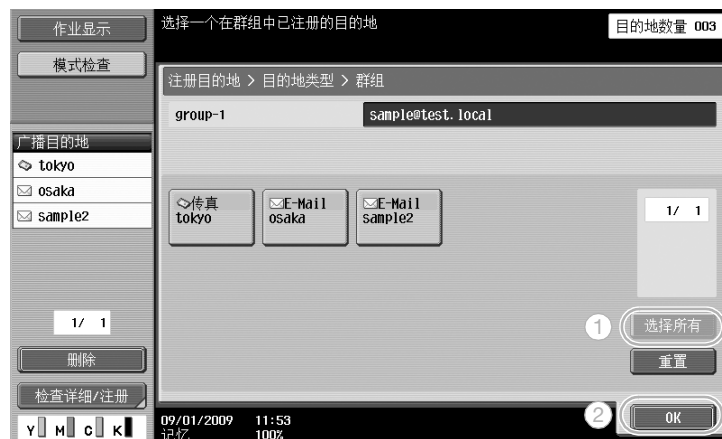 作业显示
模式检查
选择一个在群组中已注册的目的地
目的地数量 003
注册目的地 > 目的地类型 > 群组
group-1
sample@test.local
广播目的地
tokyo
osaka
sample2
传真
tokyo
E-Mail
osaka
E-Mail
sample2
1/ 1
1/ 1
1
选择所有
重置
删除
检查详细/注册
2
OK
Y M C K
09/01/2009 11:53
记忆 100%